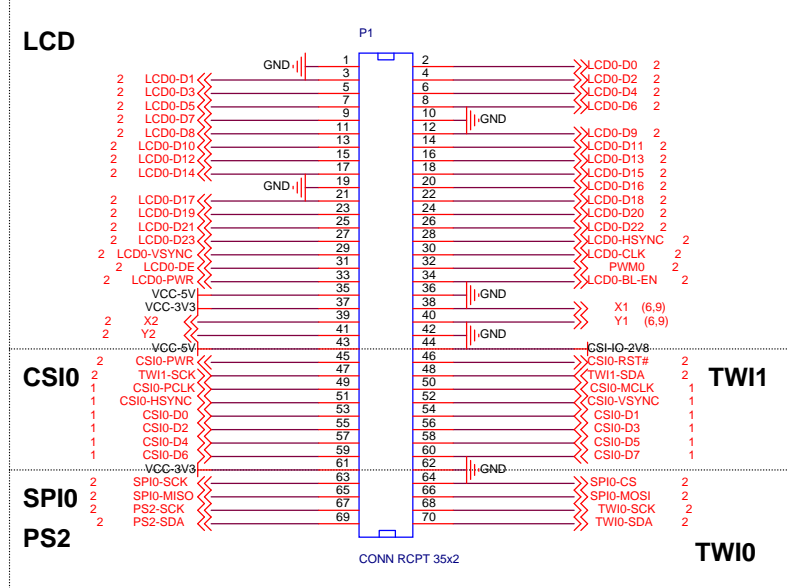 P1
LCD
GND 1 2 LCD0-D0 2
2 LCD0-D1 3 4 LCD0-D2 2
2 LCD0-D3 5 6 LCD0-D4 2
2 LCD0-D5 7 8 LCD0-D6 2
2 LCD0-D7 9 10 GND
2 LCD0-D8 11 12 LCD0-D9 2
2 LCD0-D10 13 14 LCD0-D11 2
2 LCD0-D12 15 16 LCD0-D13 2
2 LCD0-D14 17 18 LCD0-D15 2
GND 19 20 LCD0-D16 2
2 LCD0-D17 21 22 LCD0-D18 2
2 LCD0-D19 23 24 LCD0-D20 2
2 LCD0-D21 25 26 LCD0-D22 2
2 LCD0-D23 27 28 LCD0-HSYNC 2
2 LCD0-VSYNC 29 30 LCD0-CLK 2
2 LCD0-DE 31 32 PWM0 2
2 LCD0-PWR 33 34 LCD0-BL-EN 2
VCC-5V 35 36 GND
VCC-3V3 37 38 X1 (6,9)
2 X2 39 40 Y1 (6,9)
2 Y2 41 42 GND
VCC-5V 43 44 CSI-IO-2V8
2 CSI0-PWR 45 46 CSI0-RST# 2
CSI0 2 TWI1-SCK 47 48 TWI1-SDA 2 TWI1
1 CSI0-PCLK 49 50 CSI0-MCLK 1
1 CSI0-HSYNC 51 52 CSI0-VSYNC 1
1 CSI0-D0 53 54 CSI0-D1 1
1 CSI0-D2 55 56 CSI0-D3 1
1 CSI0-D4 57 58 CSI0-D5 1
1 CSI0-D6 59 60 CSI0-D7 1
VCC-3V3 61 62 GND
2 SPI0-SCK 63 64 SPI0-CS 2
SPI0 2 SPI0-MISO 65 66 SPI0-MOSI 2
2 PS2-SCK 67 68 TWI0-SCK 2
2 PS2-SDA 69 70 TWI0-SDA 2
PS2
TWI0
CONN RCPT 35x2